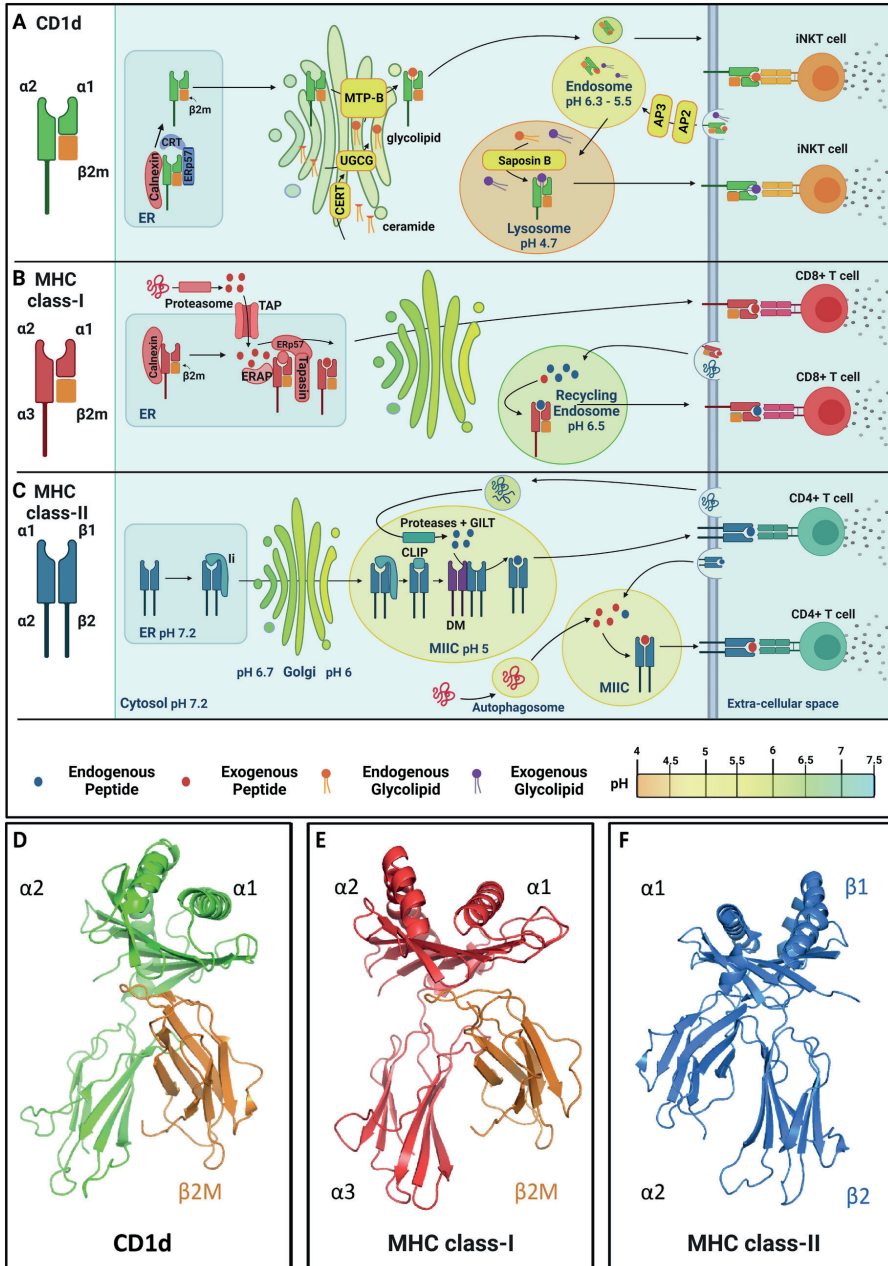 A
CD1d
α2
α1
β2m
Calnexin
CRT
ERp57
β2m
ER
MTP-B
glycolipid
UGCG
CERT
ceramide
Endosome
pH 6.3 - 5.5
AP3
AP2
Saposin B
Lysosome
pH 4.7
iNKT cell
iNKT cell
B
MHC
class-I
α2
α1
α3
β2m
Proteasome
TAP
Calnexin
β2m
ER
ERAP
ERp57
Tapasin
Recycling
Endosome
pH 6.5
CD8+ T cell
CD8+ T cell
C
MHC
class-II
α1
β1
α2
β2
Ii
ER pH 7.2
pH 6.7 Golgi pH 6
Cytosol pH 7.2
Proteases + GILT
CLIP
DM
MIIC pH 5
Autophagosome
MIIC
CD4+ T cell
CD4+ T cell
Extra-cellular space
Endogenous
Peptide
Exogenous
Peptide
Endogenous
Glycolipid
Exogenous
Glycolipid
pH
4 4,5 5 5.5 6 6.5 7 7.5
D
α2
α1
β2M
CD1d
E
α2
α1
α3
β2M
MHC class-I
F
α1
β1
α2
β2
MHC class-II